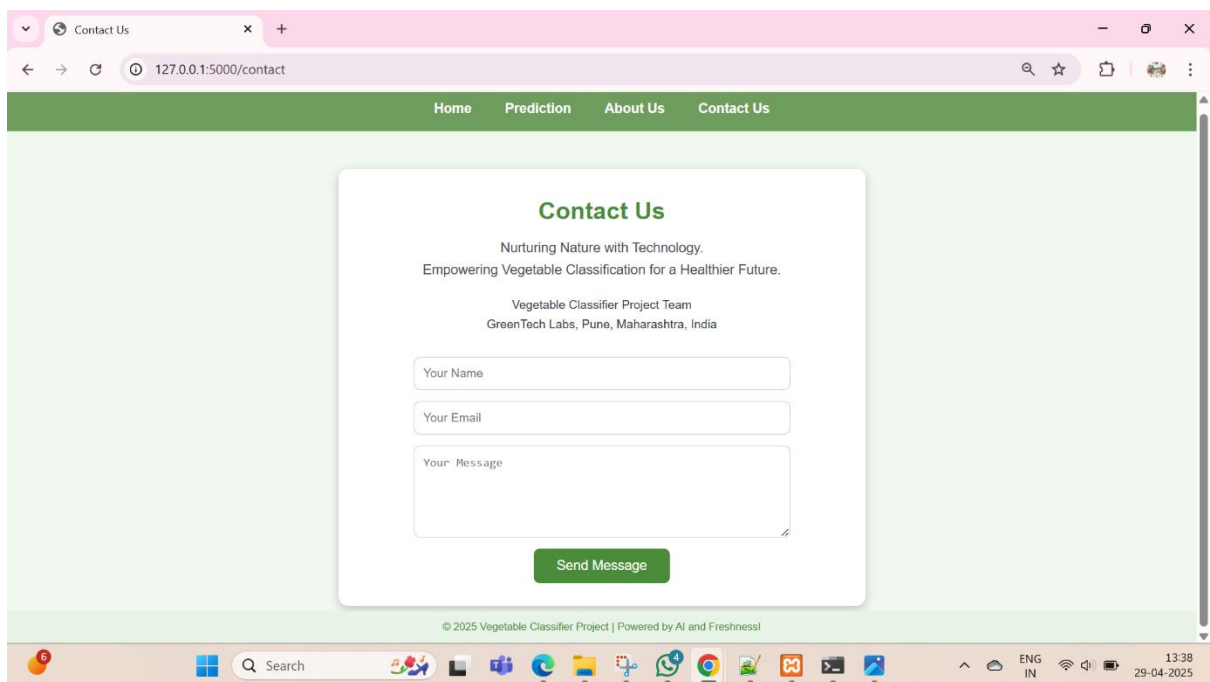 Contact Us
127.0.0.1:5000/contact
Home Prediction About Us Contact Us
Contact Us
Nurturing Nature with Technology.
Empowering Vegetable Classification for a Healthier Future.
Vegetable Classifier Project Team
GreenTech Labs, Pune, Maharashtra, India
Your Name
Your Email
Your Message
Send Message
© 2025 Vegetable Classifier Project | Powered by AI and Freshness!
6
Search
4
ENG
IN
13:38
29-04-2025